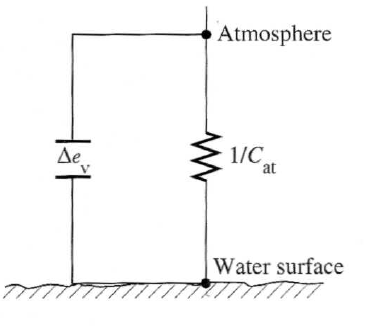 Atmosphere
Δe_v
1/C_at
Water surface